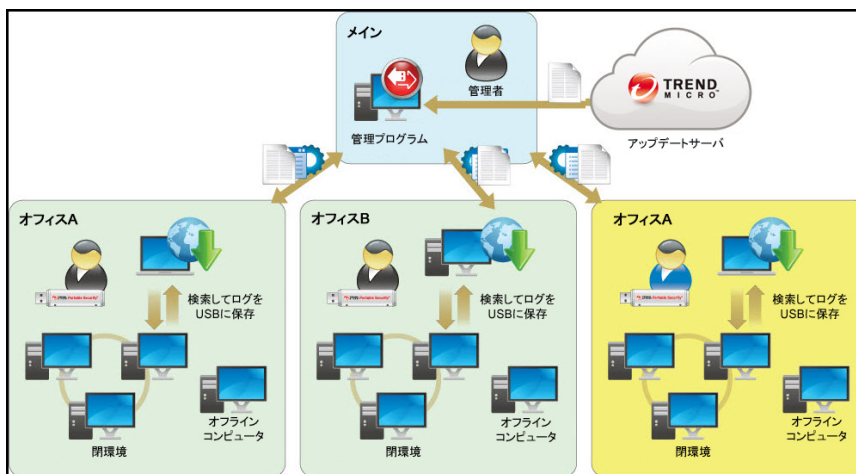 メイン
管理者
管理プログラム
TREND
MICRO™
アップデートサーバ
オフィスA
検索してログを
USBに保存
オフライン
コンピュータ
閉環境
オフィスB
検索してログを
USBに保存
オフライン
コンピュータ
閉環境
オフィスA
検索してログを
USBに保存
オフライン
コンピュータ
閉環境